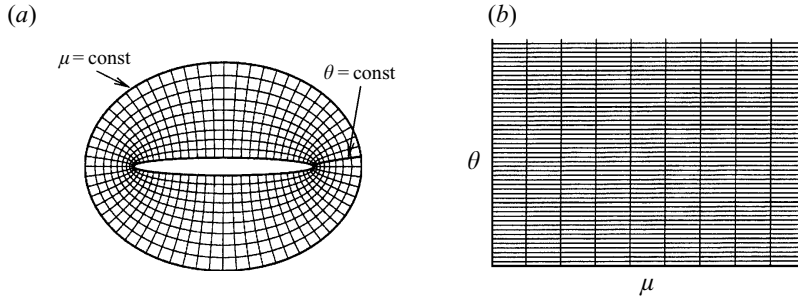 (a)
(b)
μ = const
θ = const
θ
μ